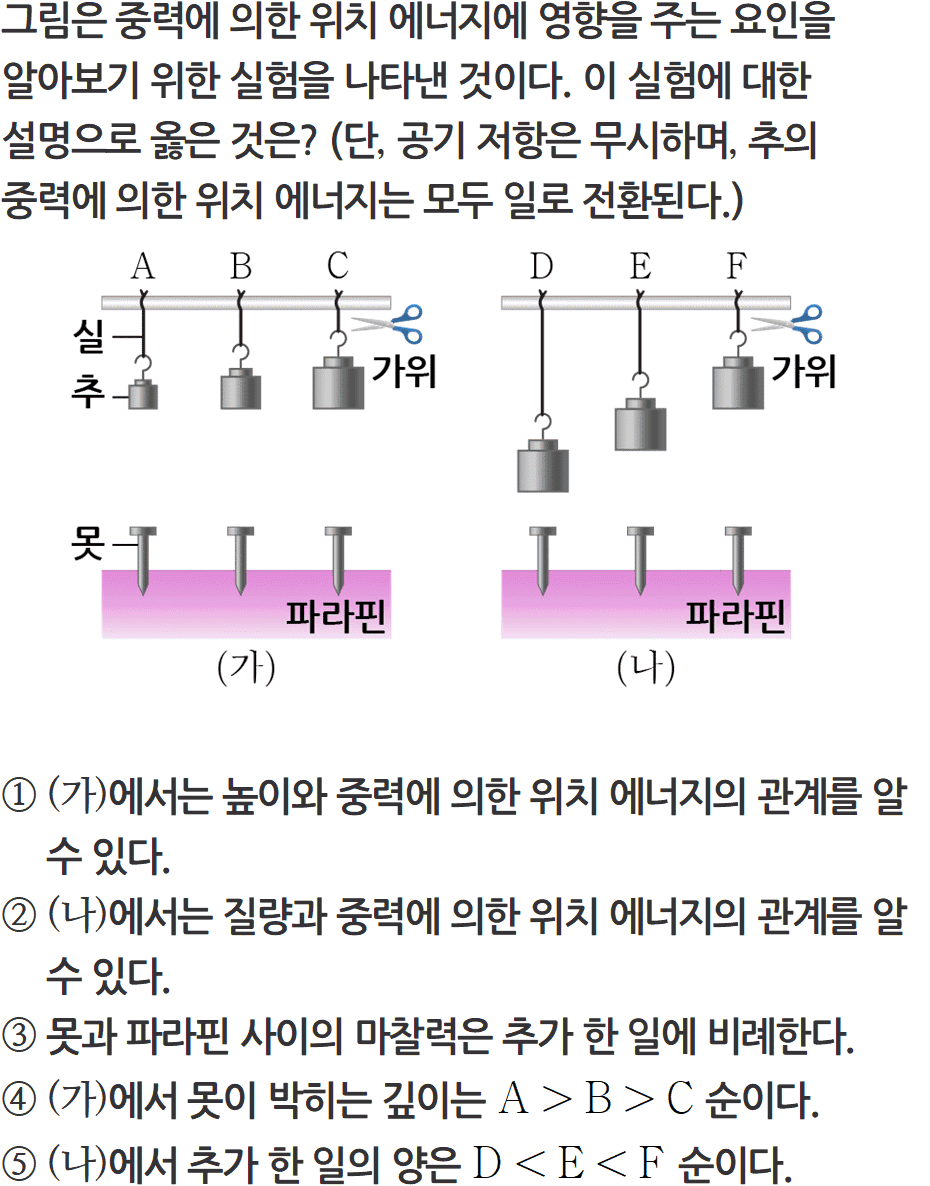 그림은 중력에 의한 위치 에너지에 영향을 주는 요인을
알아보기 위한 실험을 나타낸 것이다. 이 실험에 대한
설명으로 옳은 것은? (단, 공기 저항은 무시하며, 추의
중력에 의한 위치 에너지는 모두 일로 전환된다.)
A B C
실
추
가위
못
파라핀
(가)
D E F
가위
파라핀
(나)
① (가)에서는 높이와 중력에 의한 위치 에너지의 관계를 알
수 있다.
② (나)에서는 질량과 중력에 의한 위치 에너지의 관계를 알
수 있다.
③ 못과 파라핀 사이의 마찰력은 추가 한 일에 비례한다.
④ (가)에서 못이 박히는 깊이는 A > B > C 순이다.
⑤ (나)에서 추가 한 일의 양은 D < E < F 순이다.